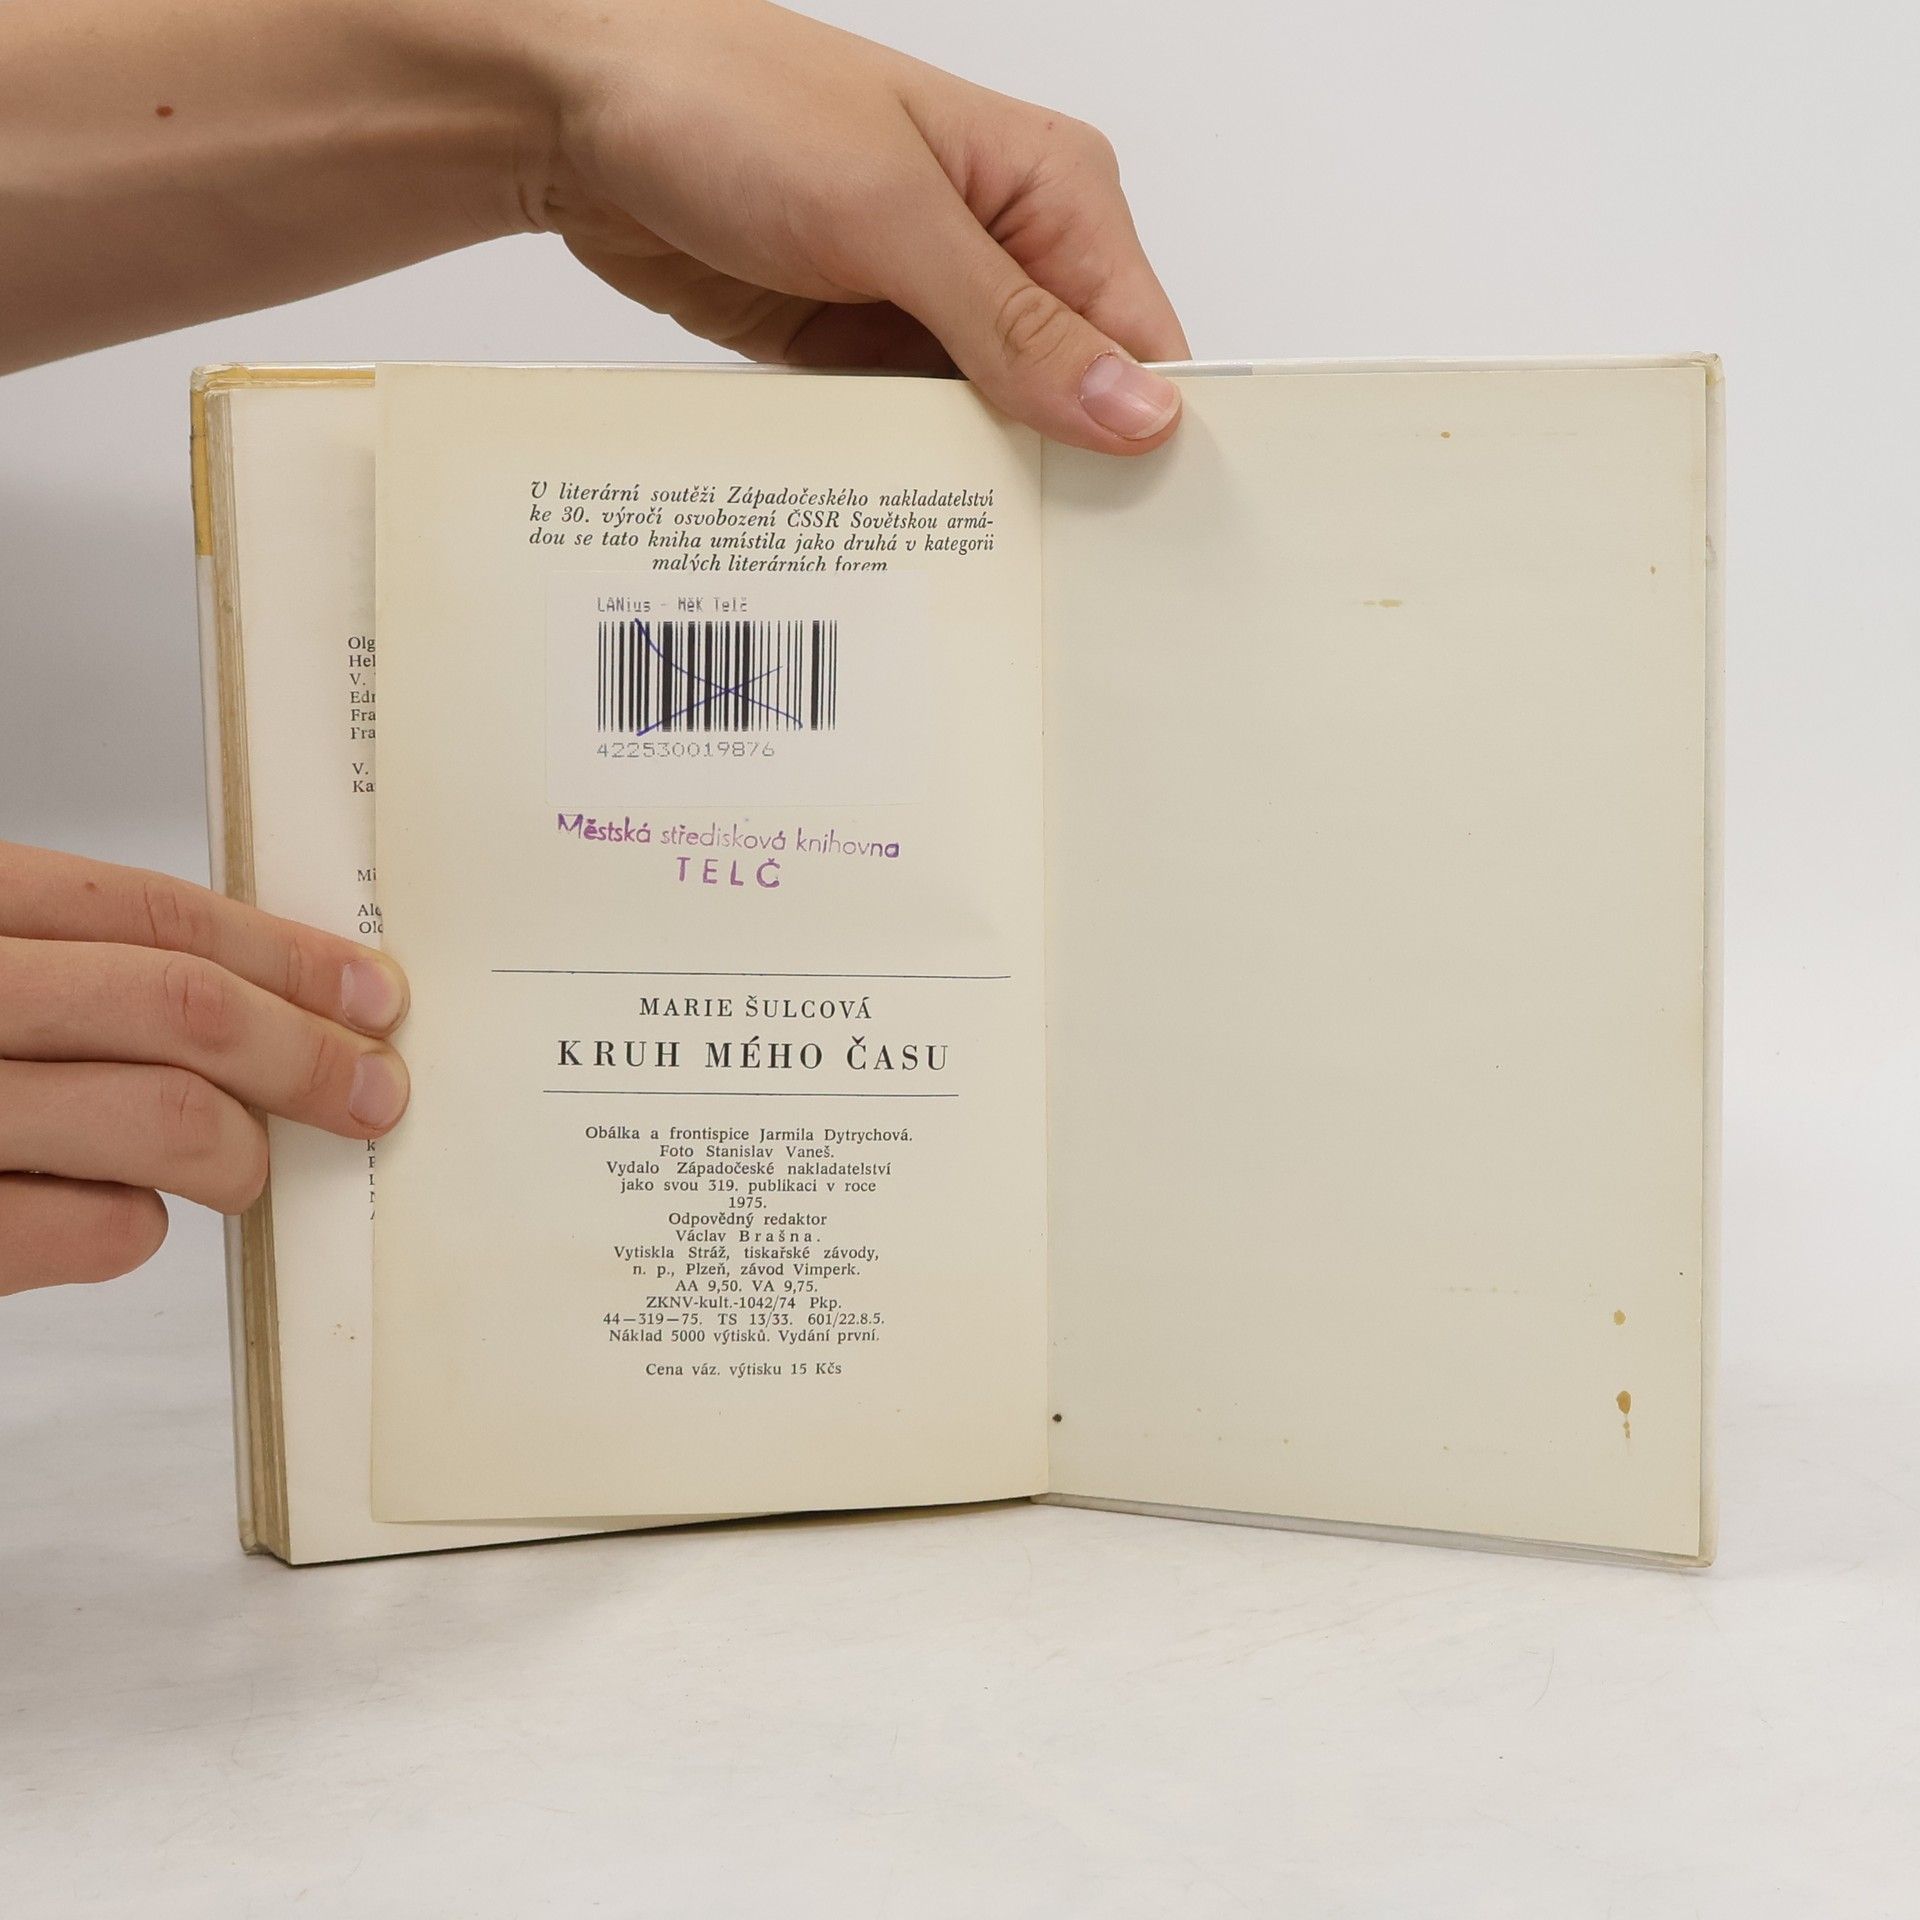 V literární soutěži Západočeského nakladatelství
ke 30. výročí osvobození ČSSR Sovětskou armá-
dou se tato kniha umístila jako druhá v kategorii
malých literárních forem
LANius - MěK Telč
422530019876
Městská středisková knihovna
TELČ
MARIE ŠULCOVÁ
KRUH MÉHO ČASU
Obálka a frontispice Jarmila Dytrychová.
Foto Stanislav Vaneš.
Vydalo Západočeské nakladatelství
jako svou 319. publikaci v roce
1975.
Odpovědný redaktor
Václav Brašna.
Vytiskla Stráž, tiskařské závody,
n. p., Plzeň, závod Vimperk.
AA 9,50. VA 9,75.
ZKNV-kult.-1042/74 Pkp.
44—319—75. TS 13/33. 601/22.8.5.
Náklad 5000 výtisků. Vydání první.
Cena váz. výtisku 15 Kčs